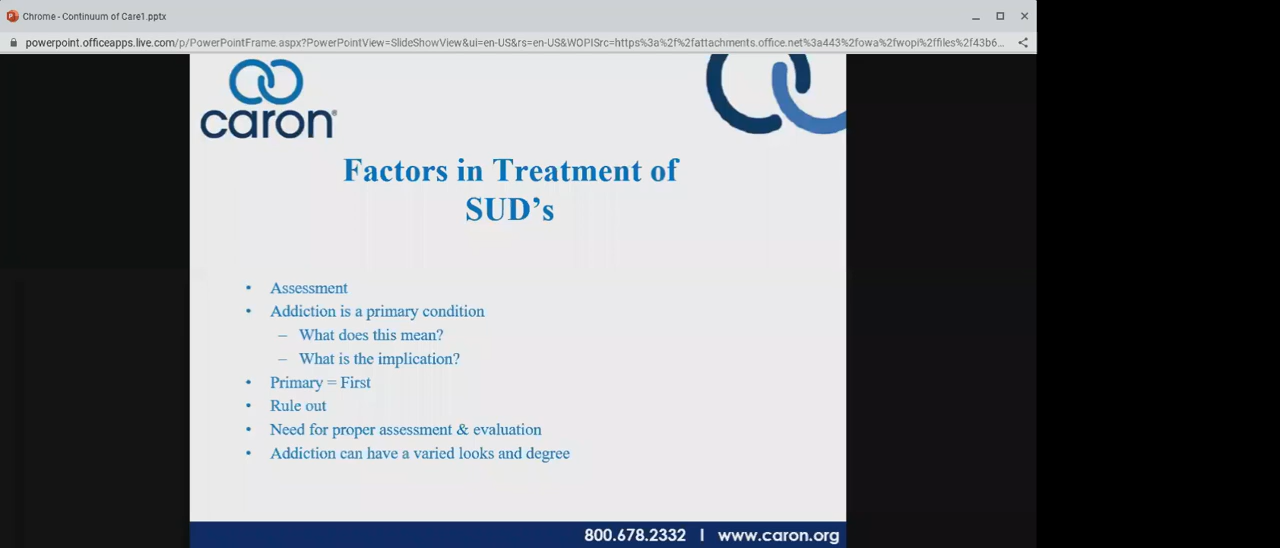 Chrome - Continuum of Care1.pptx
powerpoint.officeapps.live.com/p/PowerPointFrame.aspx?PowerPointView=SlideShowView&ui=en-US&rs=en-US&WOPISrc=https%3a%2f%2fattachments.office.net%3a443%2fowa%2fwopi%2ffiles%2f43b6...
caron®
Factors in Treatment of
SUD’s
• Assessment
• Addiction is a primary condition
– What does this mean?
– What is the implication?
• Primary = First
• Rule out
• Need for proper assessment & evaluation
• Addiction can have a varied looks and degree
800.678.2332 | www.caron.org